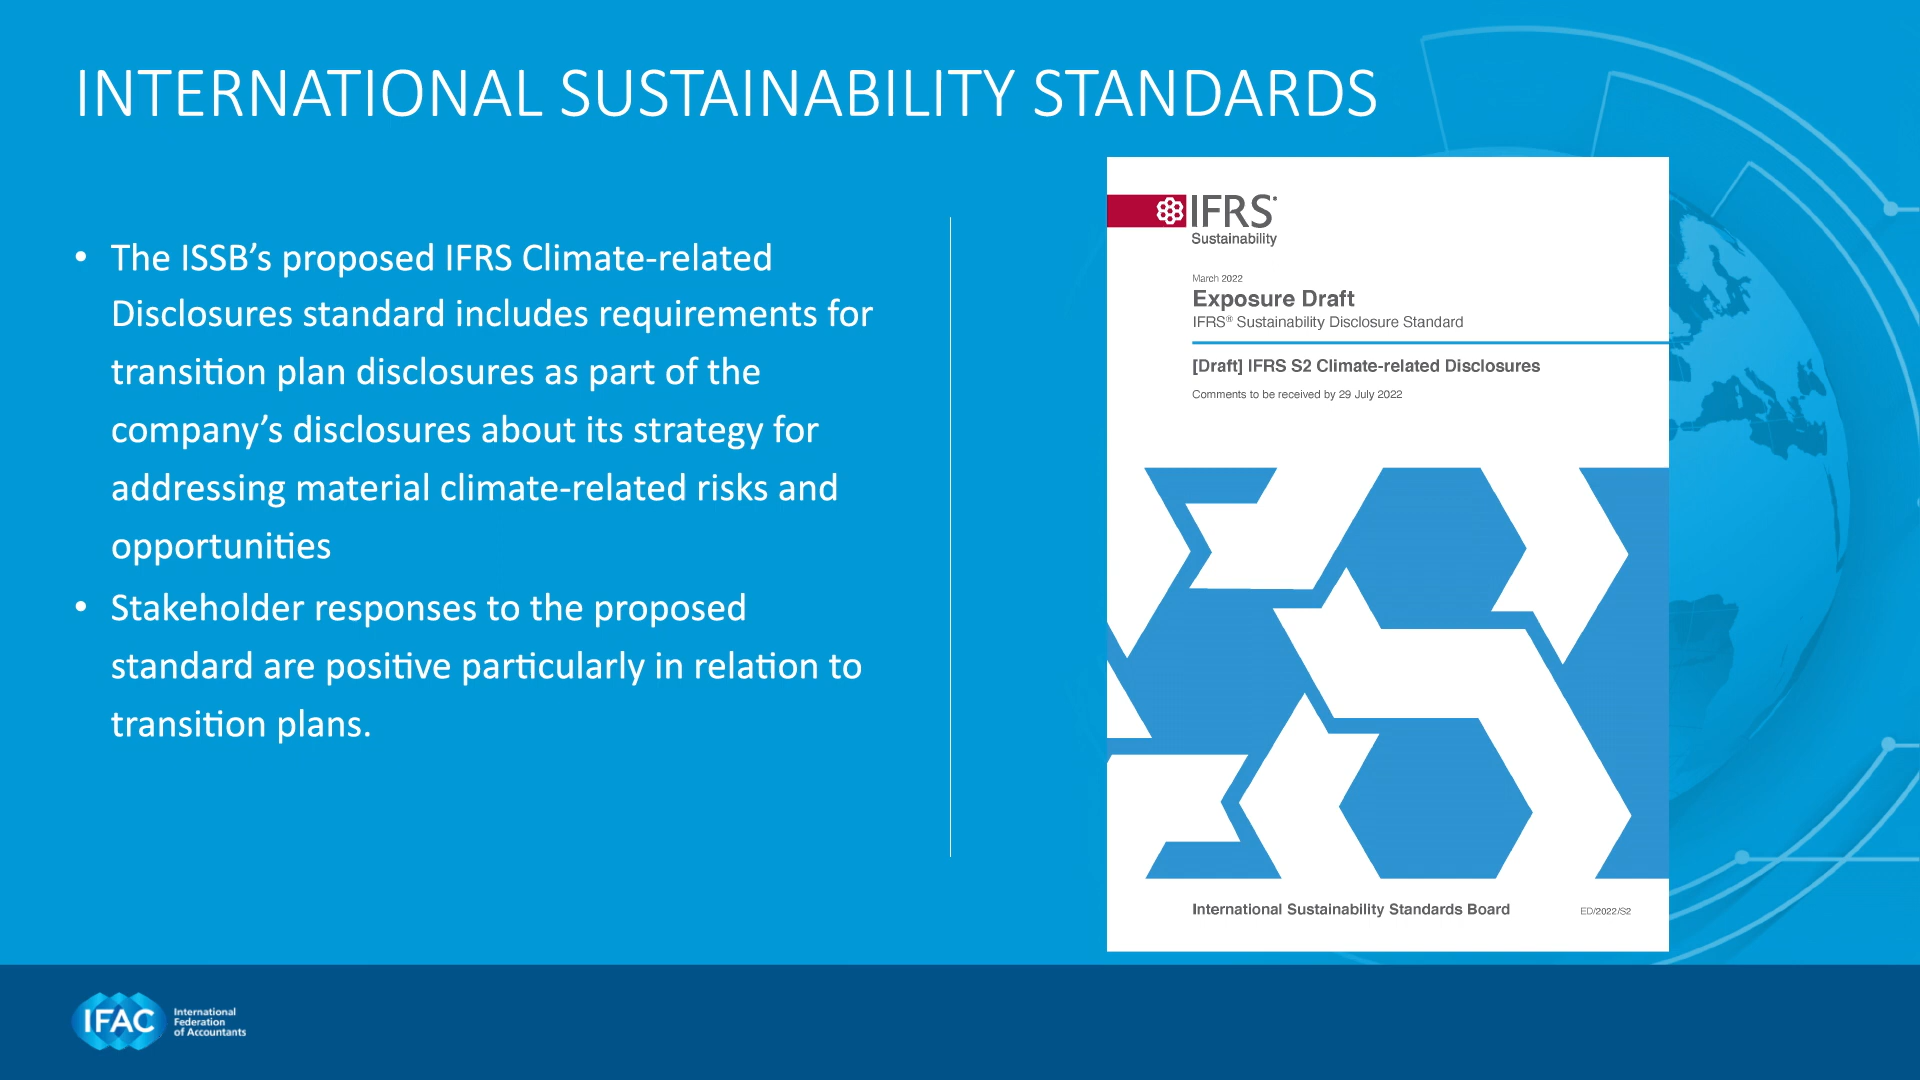 INTERNATIONAL SUSTAINABILITY STANDARDS
• The ISSB’s proposed IFRS Climate-related
Disclosures standard includes requirements for
transition plan disclosures as part of the
company’s disclosures about its strategy for
addressing material climate-related risks and
opportunities
• Stakeholder responses to the proposed
standard are positive particularly in relation to
transition plans.
IFRS
Sustainability
March 2022
Exposure Draft
IFRS® Sustainability Disclosure Standard
[Draft] IFRS S2 Climate-related Disclosures
Comments to be received by 29 July 2022
International Sustainability Standards Board
ED/2022/S2
IFAC
International
Federation
of Accountants